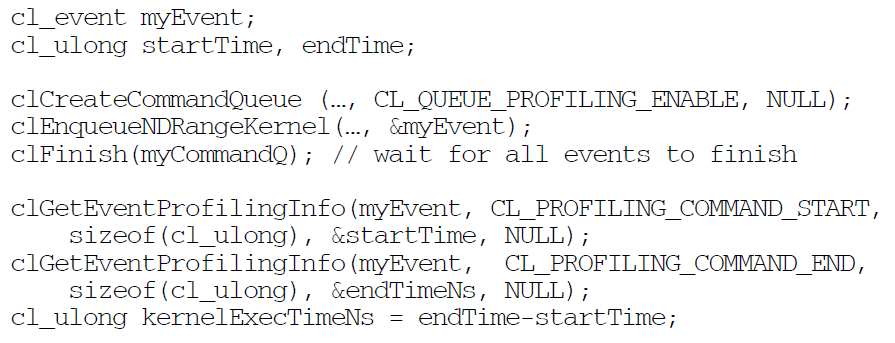 cl_event myEvent;
cl_ulong startTime, endTime;
clCreateCommandQueue (…, CL_QUEUE_PROFILING_ENABLE, NULL);
clEnqueueNDRangeKernel(…, &myEvent);
clFinish(myCommandQ); // wait for all events to finish
clGetEventProfilingInfo(myEvent, CL_PROFILING_COMMAND_START,
sizeof(cl_ulong), &startTime, NULL);
clGetEventProfilingInfo(myEvent, CL_PROFILING_COMMAND_END,
sizeof(cl_ulong), &endTimeNs, NULL);
cl_ulong kernelExecTimeNs = endTime-startTime;